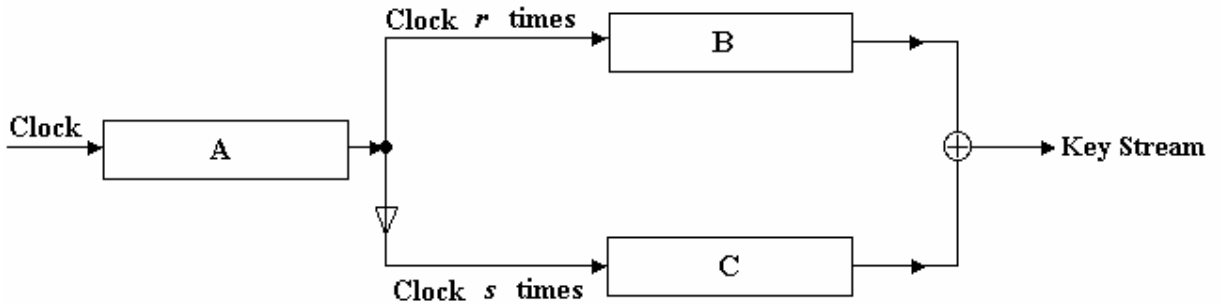 Clock r times
B
Clock
A
Key Stream
C
Clock s times